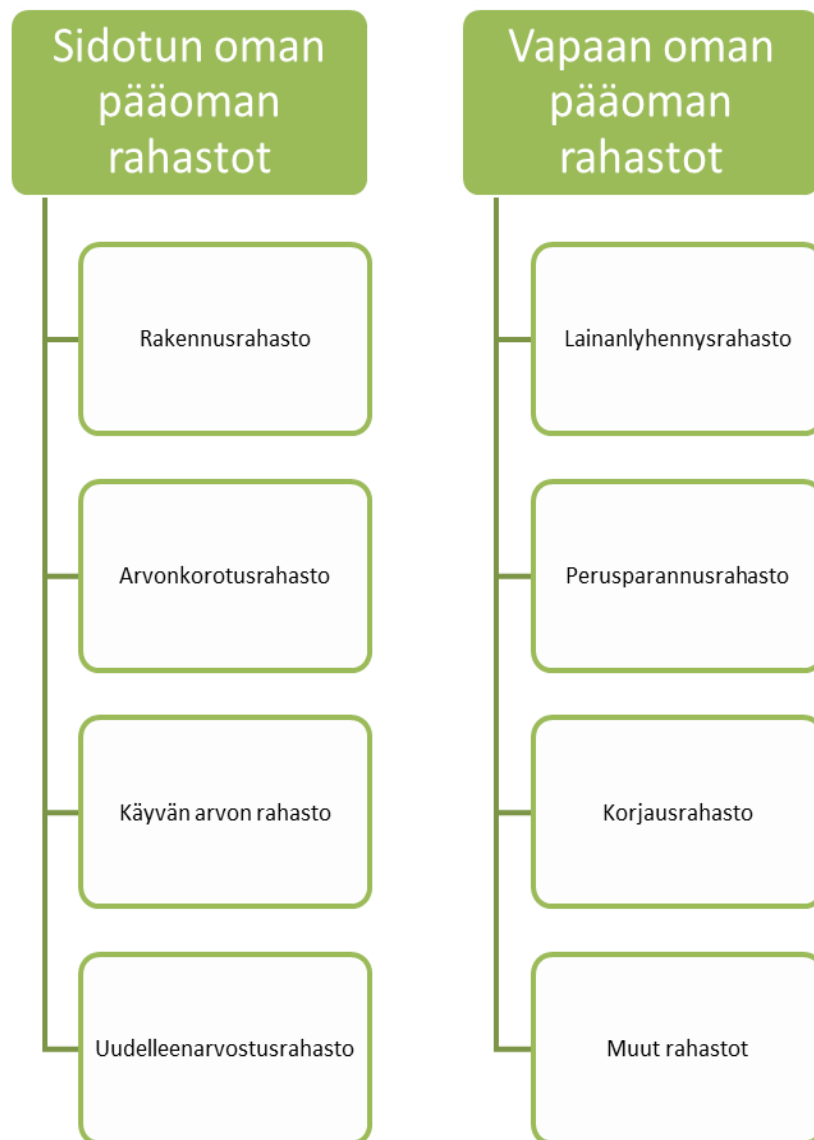 Sidotun oman
pääoman
rahastot
Rakennusrahasto
Arvonkorotusrahasto
Käyvän arvon rahasto
Uudelleenarvostusrahasto
Vapaan oman
pääoman
rahastot
Lainanlyhennysrahasto
Perusparannusrahasto
Korjausrahasto
Muut rahastot